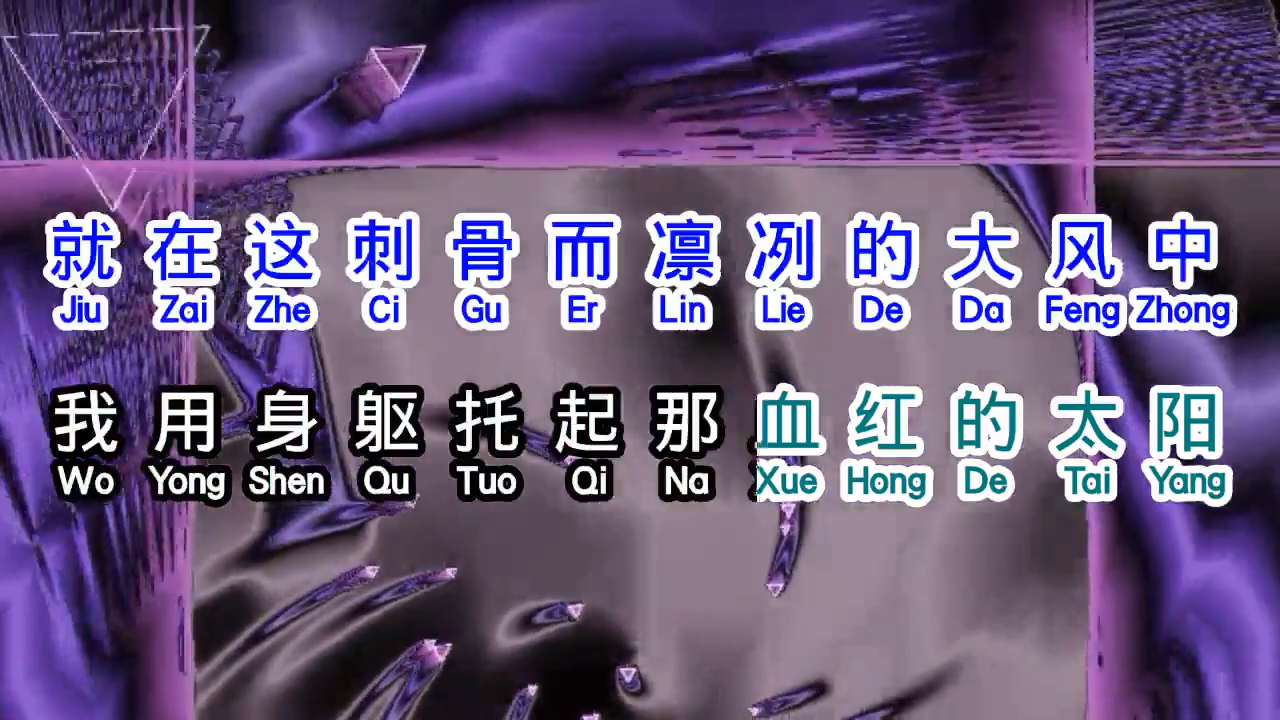 就 在 这 刺 骨 而 凛 冽 的 大 风 中
Jiu Zai Zhe Ci Gu Er Lin Lie De Da Feng Zhong
我 用 身 躯 托 起 那 血 红 的 太 阳
Wo Yong Shen Qu Tuo Qi Na Xue Hong De Tai Yang